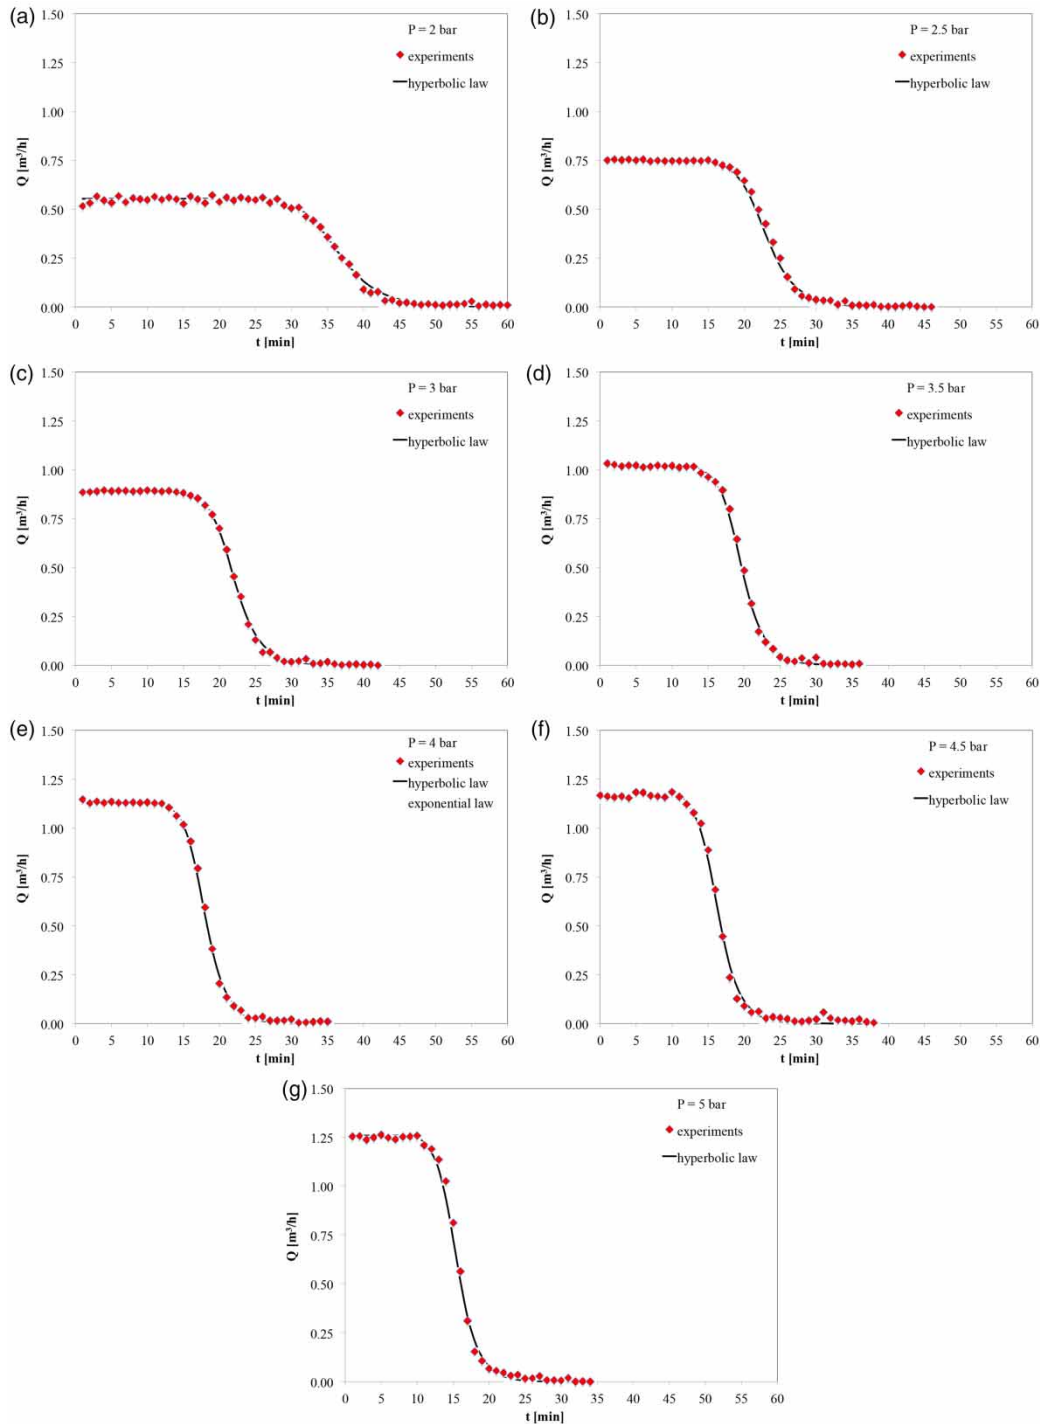 (a)
P = 2 bar
experiments
hyperbolic law
Q [m³/h]
1.50
1.25
1.00
0.75
0.50
0.25
0.00
0 5 10 15 20 25 30 35 40 45 50 55 60
t [min]
(b)
P = 2.5 bar
experiments
hyperbolic law
Q [m³/h]
1.50
1.25
1.00
0.75
0.50
0.25
0.00
0 5 10 15 20 25 30 35 40 45 50 55 60
t [min]
(c)
P = 3 bar
experiments
hyperbolic law
Q [m³/h]
1.50
1.25
1.00
0.75
0.50
0.25
0.00
0 5 10 15 20 25 30 35 40 45 50 55 60
t [min]
(d)
P = 3.5 bar
experiments
hyperbolic law
Q [m³/h]
1.50
1.25
1.00
0.75
0.50
0.25
0.00
0 5 10 15 20 25 30 35 40 45 50 55 60
t [min]
(e)
P = 4 bar
experiments
hyperbolic law
exponential law
Q [m³/h]
1.50
1.25
1.00
0.75
0.50
0.25
0.00
0 5 10 15 20 25 30 35 40 45 50 55 60
t [min]
(f)
P = 4.5 bar
experiments
hyperbolic law
Q [m³/h]
1.50
1.25
1.00
0.75
0.50
0.25
0.00
0 5 10 15 20 25 30 35 40 45 50 55 60
t [min]
(g)
P = 5 bar
experiments
hyperbolic law
Q [m³/h]
1.50
1.25
1.00
0.75
0.50
0.25
0.00
0 5 10 15 20 25 30 35 40 45 50 55 60
t [min]